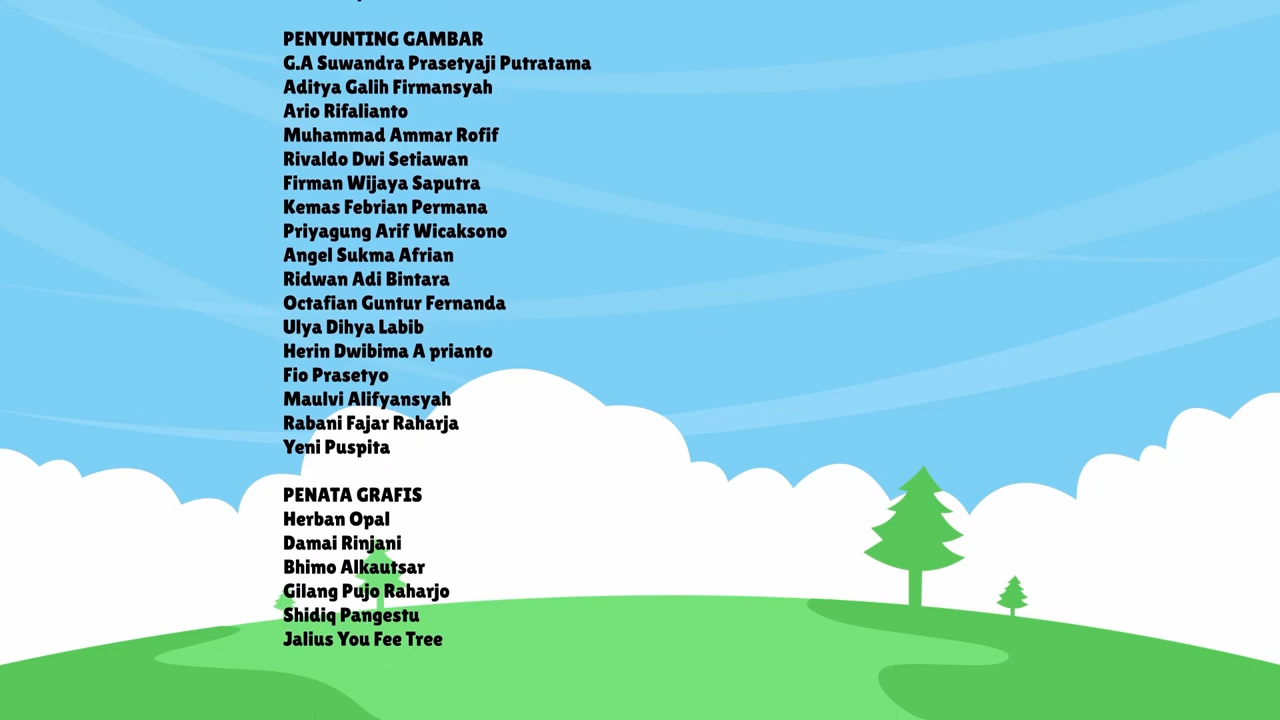 PENYUNTING GAMBAR
G.A Suwandra Prasetyaji Putratama
Aditya Galih Firmansyah
Ario Rifalianto
Muhammad Ammar Rofif
Rivaldo Dwi Setiawan
Firman Wijaya Saputra
Kemas Febrian Permana
Priyagung Arif Wicaksono
Angel Sukma Afrian
Ridwan Adi Bintara
Octafian Guntur Fernanda
Ulya Dihya Labib
Herin Dwibima A prianto
Fio Prasetyo
Maulvi Alifyansyah
Rabani Fajar Raharja
Yeni Puspita
PENATA GRAFIS
Herban Opal
Damai Rinjani
Bhimo Alkautsar
Gilang Pujo Raharjo
Shidiq Pangestu
Jalius You Fee Tree